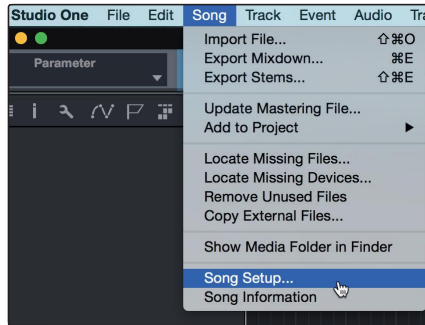 Studio One File Edit Song Track Event Audio Tra
Parameter
Import File... ⇧⌘O
Export Mixdown... ⌘E
Export Stems... ⇧⌘E
Update Mastering File...
Add to Project ▶
Locate Missing Files...
Locate Missing Devices...
Remove Unused Files
Copy External Files...
Show Media Folder in Finder
Song Setup...
Song Information